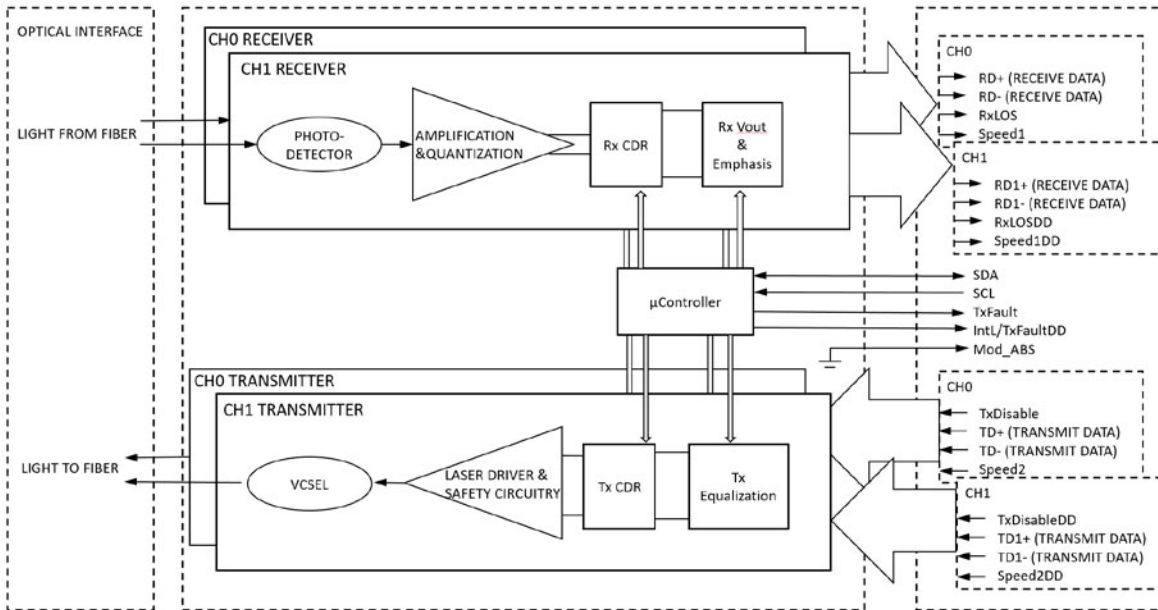 OPTICAL INTERFACE
LIGHT FROM FIBER
LIGHT TO FIBER
CH0 RECEIVER
CH1 RECEIVER
PHOTO-
DETECTOR
AMPLIFICATION
&QUANTIZATION
Rx CDR
Rx Vout
&
Emphasis
µController
CH0 TRANSMITTER
CH1 TRANSMITTER
VCSEL
LASER DRIVER &
SAFETY CIRCUITRY
Tx CDR
Tx
Equalization
CH0
RD+ (RECEIVE DATA)
RD- (RECEIVE DATA)
RxLOS
Speed1
CH1
RD1+ (RECEIVE DATA)
RD1- (RECEIVE DATA)
RxLOSDD
Speed1DD
SDA
SCL
TxFault
IntL/TxFaultDD
Mod_ABS
CH0
TxDisable
TD+ (TRANSMIT DATA)
TD- (TRANSMIT DATA)
Speed2
CH1
TxDisableDD
TD1+ (TRANSMIT DATA)
TD1- (TRANSMIT DATA)
Speed2DD